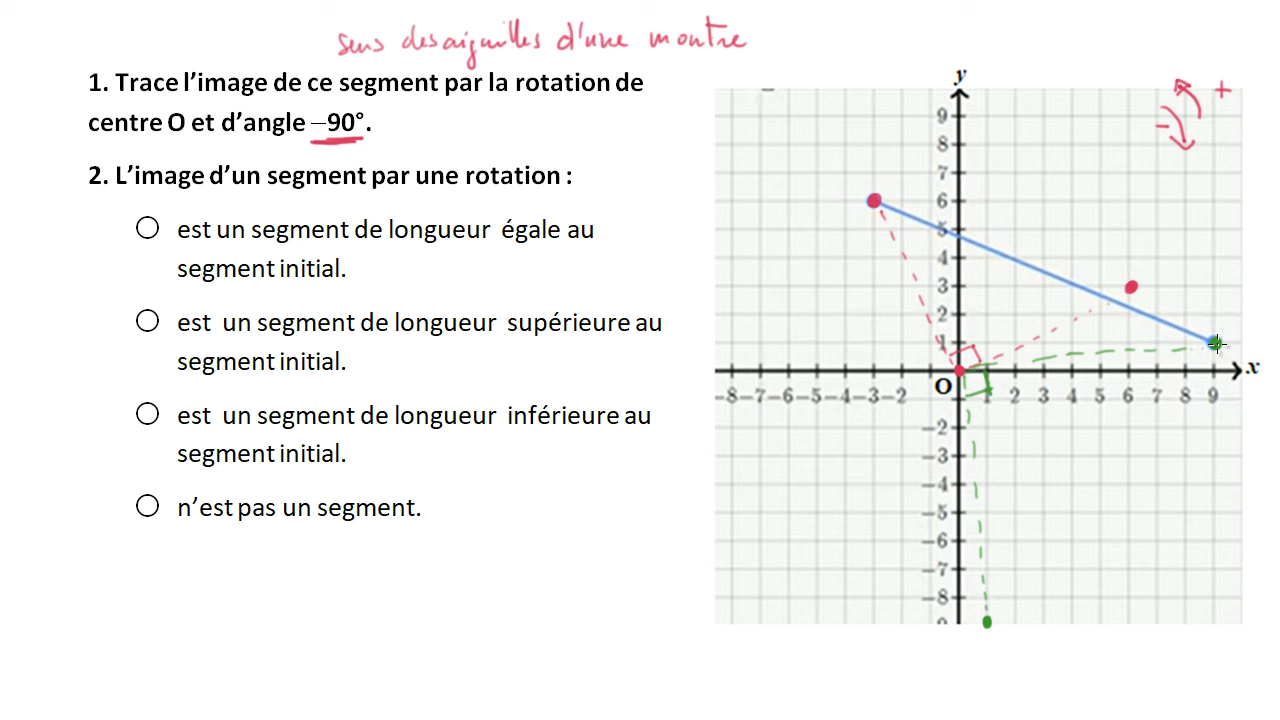 sens des aiguilles d'une montre
1. Trace l'image de ce segment par la rotation de
centre O et d'angle –90°.
2. L'image d'un segment par une rotation :
est un segment de longueur égale au
segment initial.
est un segment de longueur supérieure au
segment initial.
est un segment de longueur inférieure au
segment initial.
n'est pas un segment.
y
+
-
9
8
7
6
5
4
3
2
1
x
O
-8 -7 -6 -5 -4 -3 -2 1 2 3 4 5 6 7 8 9
-2
-3
-4
-5
-6
-7
-8